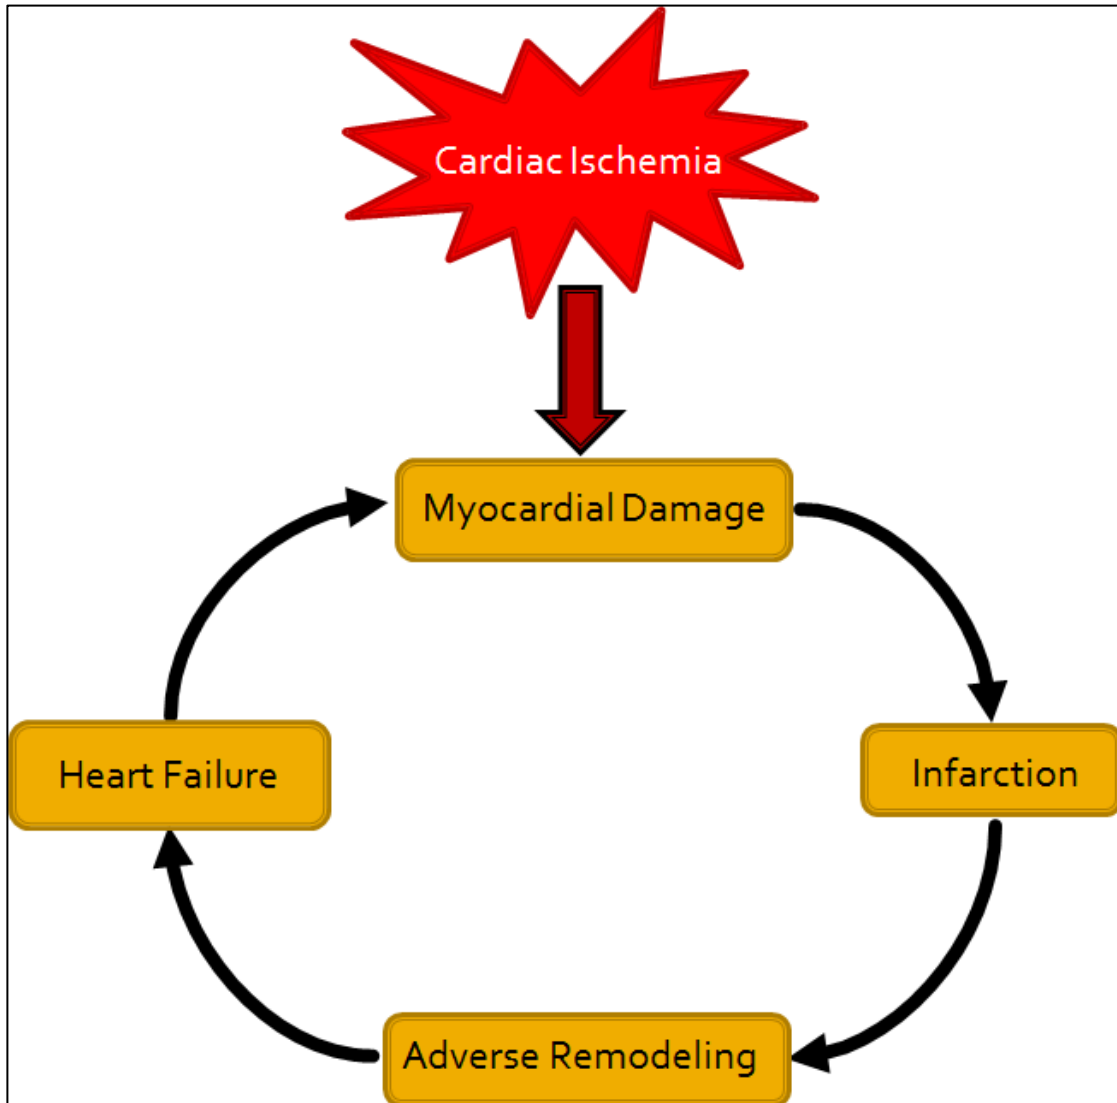 Cardiac Ischemia
Myocardial Damage
Heart Failure
Infarction
Adverse Remodeling